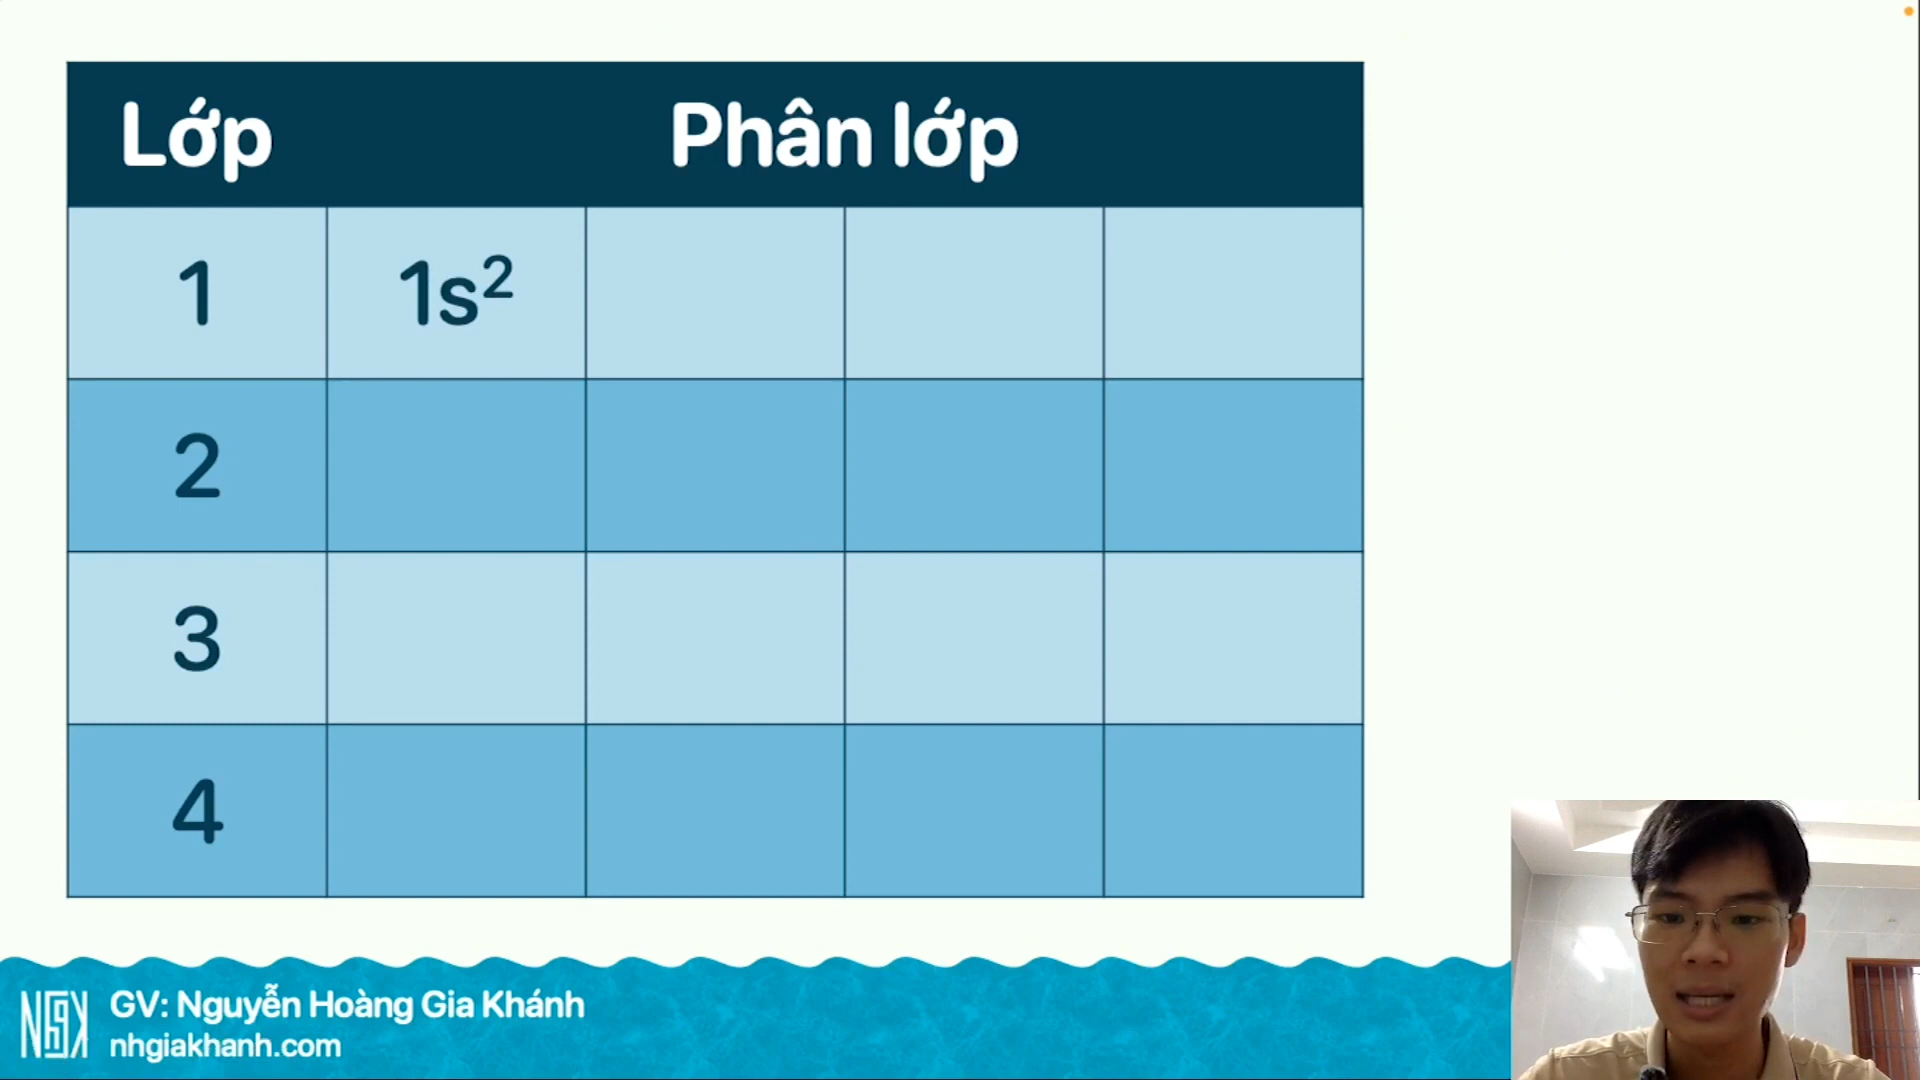 Lớp Phân lớp
1 1s²
2
3
4
NGK
GV: Nguyễn Hoàng Gia Khánh
nhgiakhanh.com